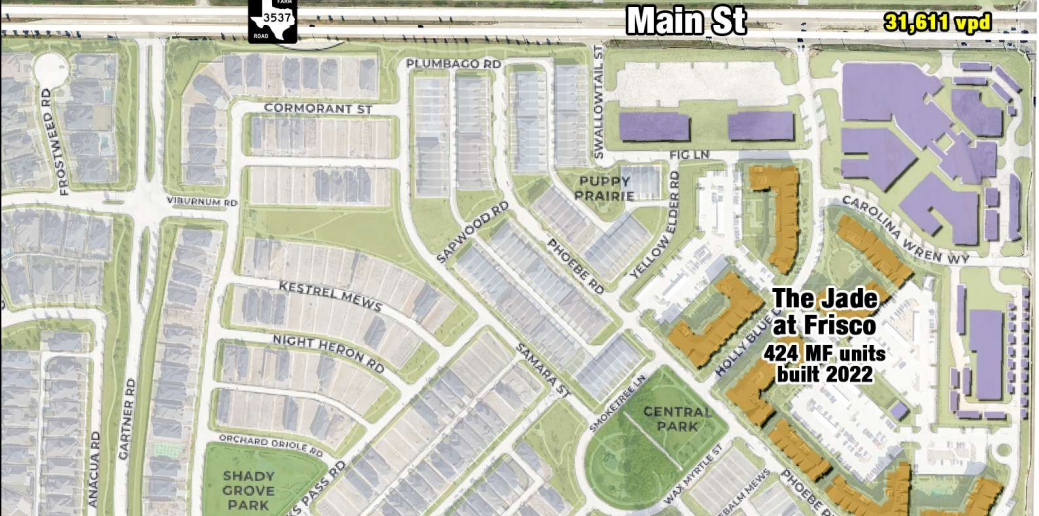 FARM
3537
ROAD
Main St
31,611 vpd
PLUMBAGO RD
SWALLOWTAIL ST
CORMORANT ST
FROSTWEED RD
FIG LN
PUPPY
PRAIRIE
YELLOW ELDER RD
VIBURNUM RD
CAROLINA WREN WY
SAPWOOD RD
PHOEBE RD
KESTREL MEWS
The Jade
at Frisco
424 MF units
built 2022
HOLLY BLUE
NIGHT HERON RD
SAMARA ST
SMOKETREE LN
CENTRAL
PARK
GARTNER RD
ANACUA RD
ORCHARD ORIOLE RD
SHADY
GROVE
PARK
PASS RD
WAX MYRTLE ST
MEWS
PHOEBE RD